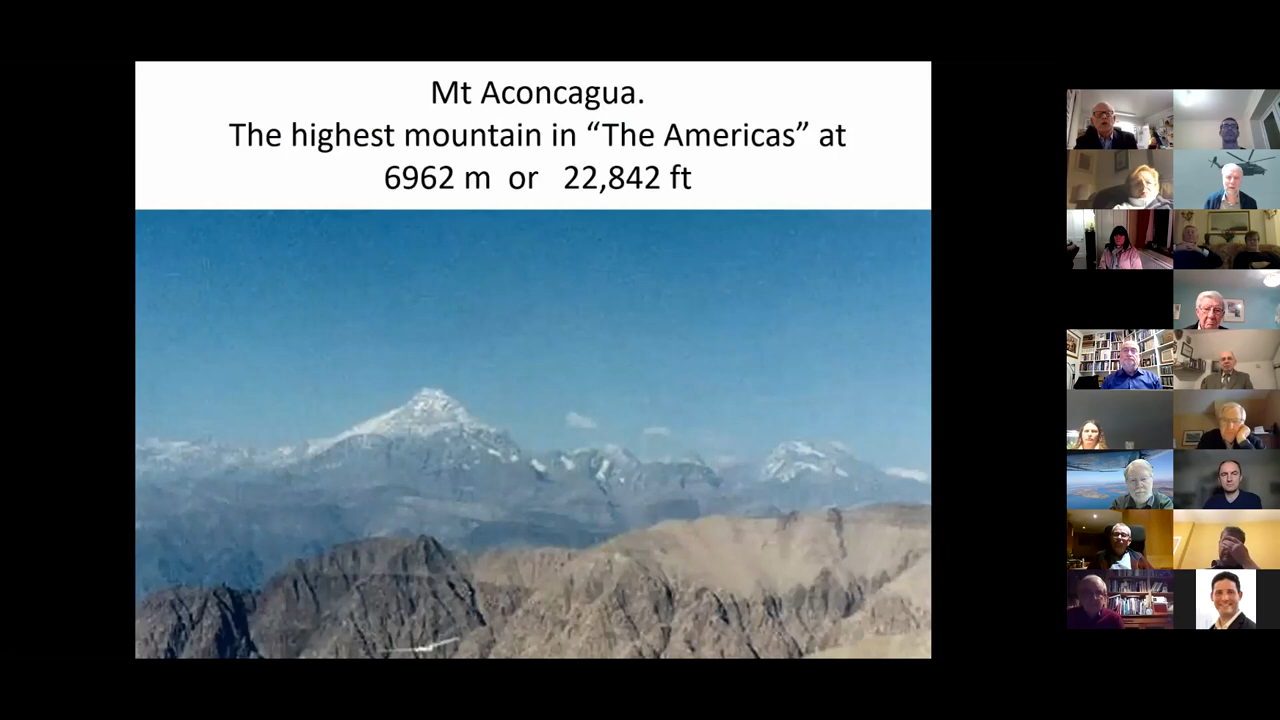 Mt Aconcagua.
The highest mountain in “The Americas” at
6962 m or 22,842 ft